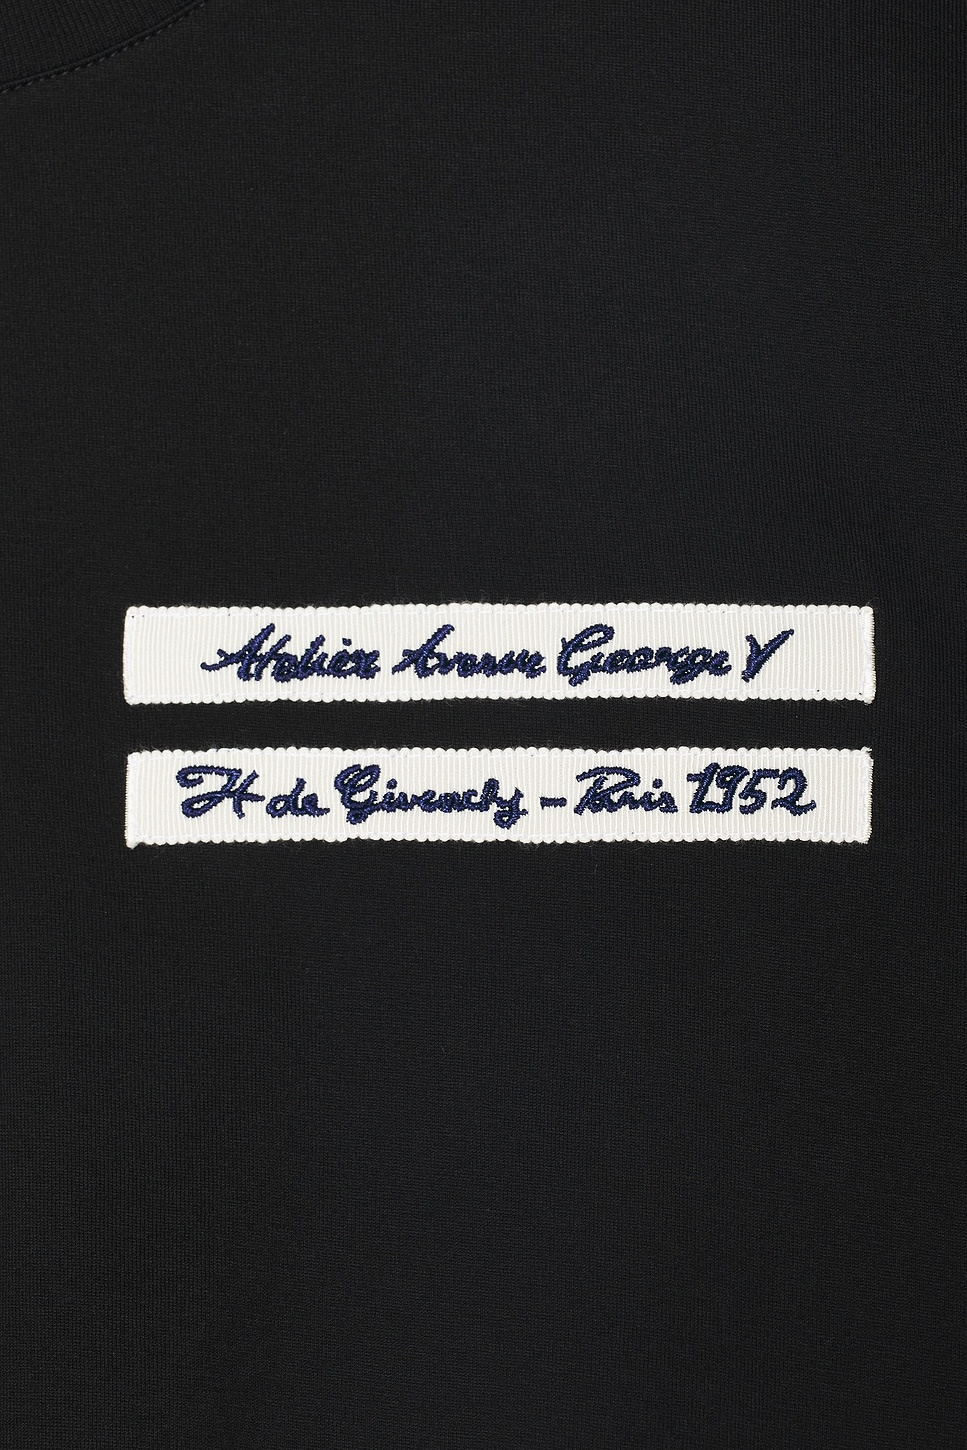 Atelier Avenue George V
H de Givenchy - Paris 1952